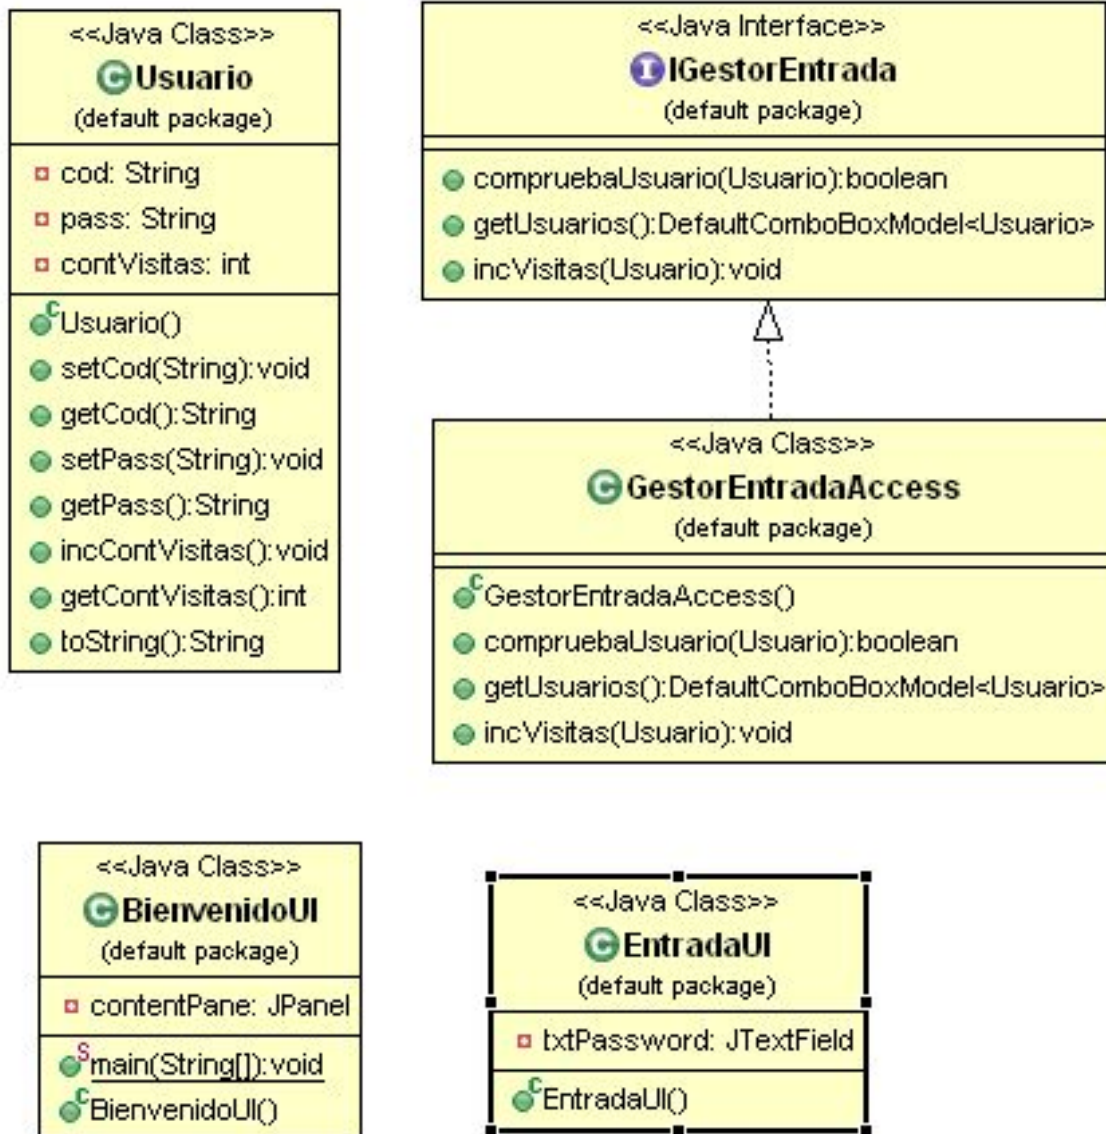 <<Java Class>>
Usuario
(default package)
cod: String
pass: String
contVisitas: int
Usuario()
setCod(String):void
getCod():String
setPass(String):void
getPass():String
incContVisitas():void
getContVisitas():int
toString():String
<<Java Interface>>
IGestorEntrada
(default package)
compruebaUsuario(Usuario):boolean
getUsuarios():DefaultComboBoxModel<Usuario>
incVisitas(Usuario):void
<<Java Class>>
GestorEntradaAccess
(default package)
GestorEntradaAccess()
compruebaUsuario(Usuario):boolean
getUsuarios():DefaultComboBoxModel<Usuario>
incVisitas(Usuario):void
<<Java Class>>
BienvenidoUI
(default package)
contentPane: JPanel
main(String[]):void
BienvenidoUI()
<<Java Class>>
EntradaUI
(default package)
txtPassword: JTextField
EntradaUI()